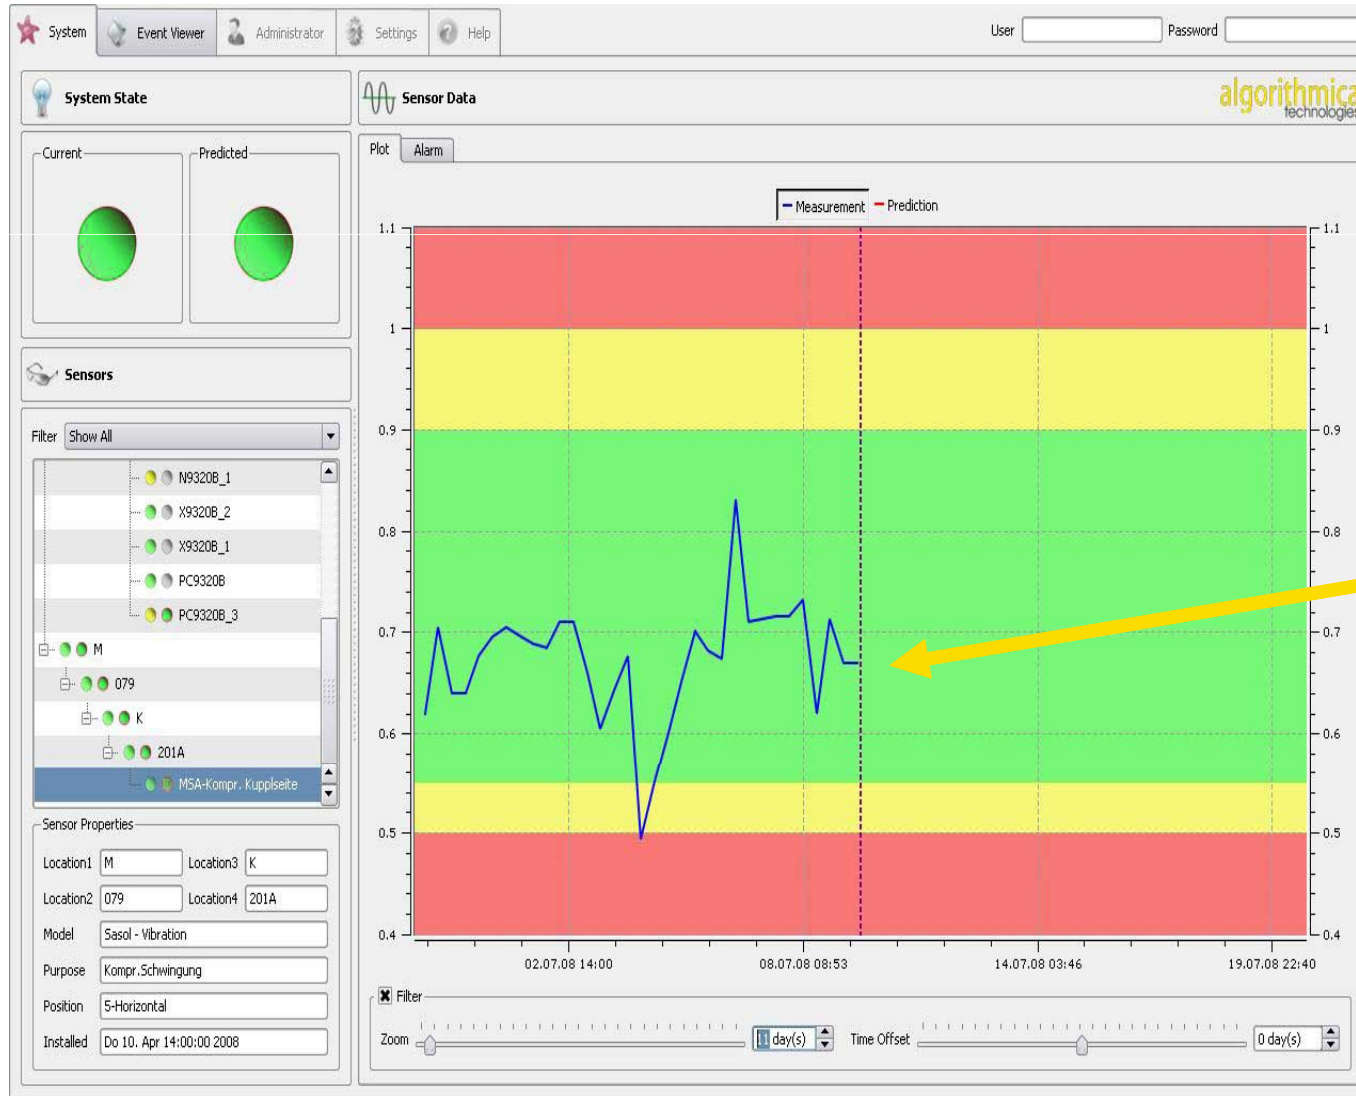 System Event Viewer Administrator Settings Help User Password
System State
Sensor Data
algorithmica
technologies
Plot Alarm
Current Predicted
Measurement Prediction
1.1 1.1
1 1
Sensors
Filter Show All
0.9 0.9
N9320B_1
X9320B_2
0.8 0.8
X9320B_1
PC9320B
PC9320B_3
0.7 0.7
M
079
K
0.6 0.6
201A
MSA-Kompr. Kupplseite
Sensor Properties
0.5 0.5
Location1 M Location3 K
Location2 079 Location4 201A
Model Sasol - Vibration
0.4 0.4
02.07.08 14:00 08.07.08 08:53 14.07.08 03:46 19.07.08 22:40
Purpose Kompr.Schwingung
Position 5-Horizontal
Filter
Installed Do 10. Apr 14:00:00 2008
Zoom 11 day(s) Time Offset 0 day(s)